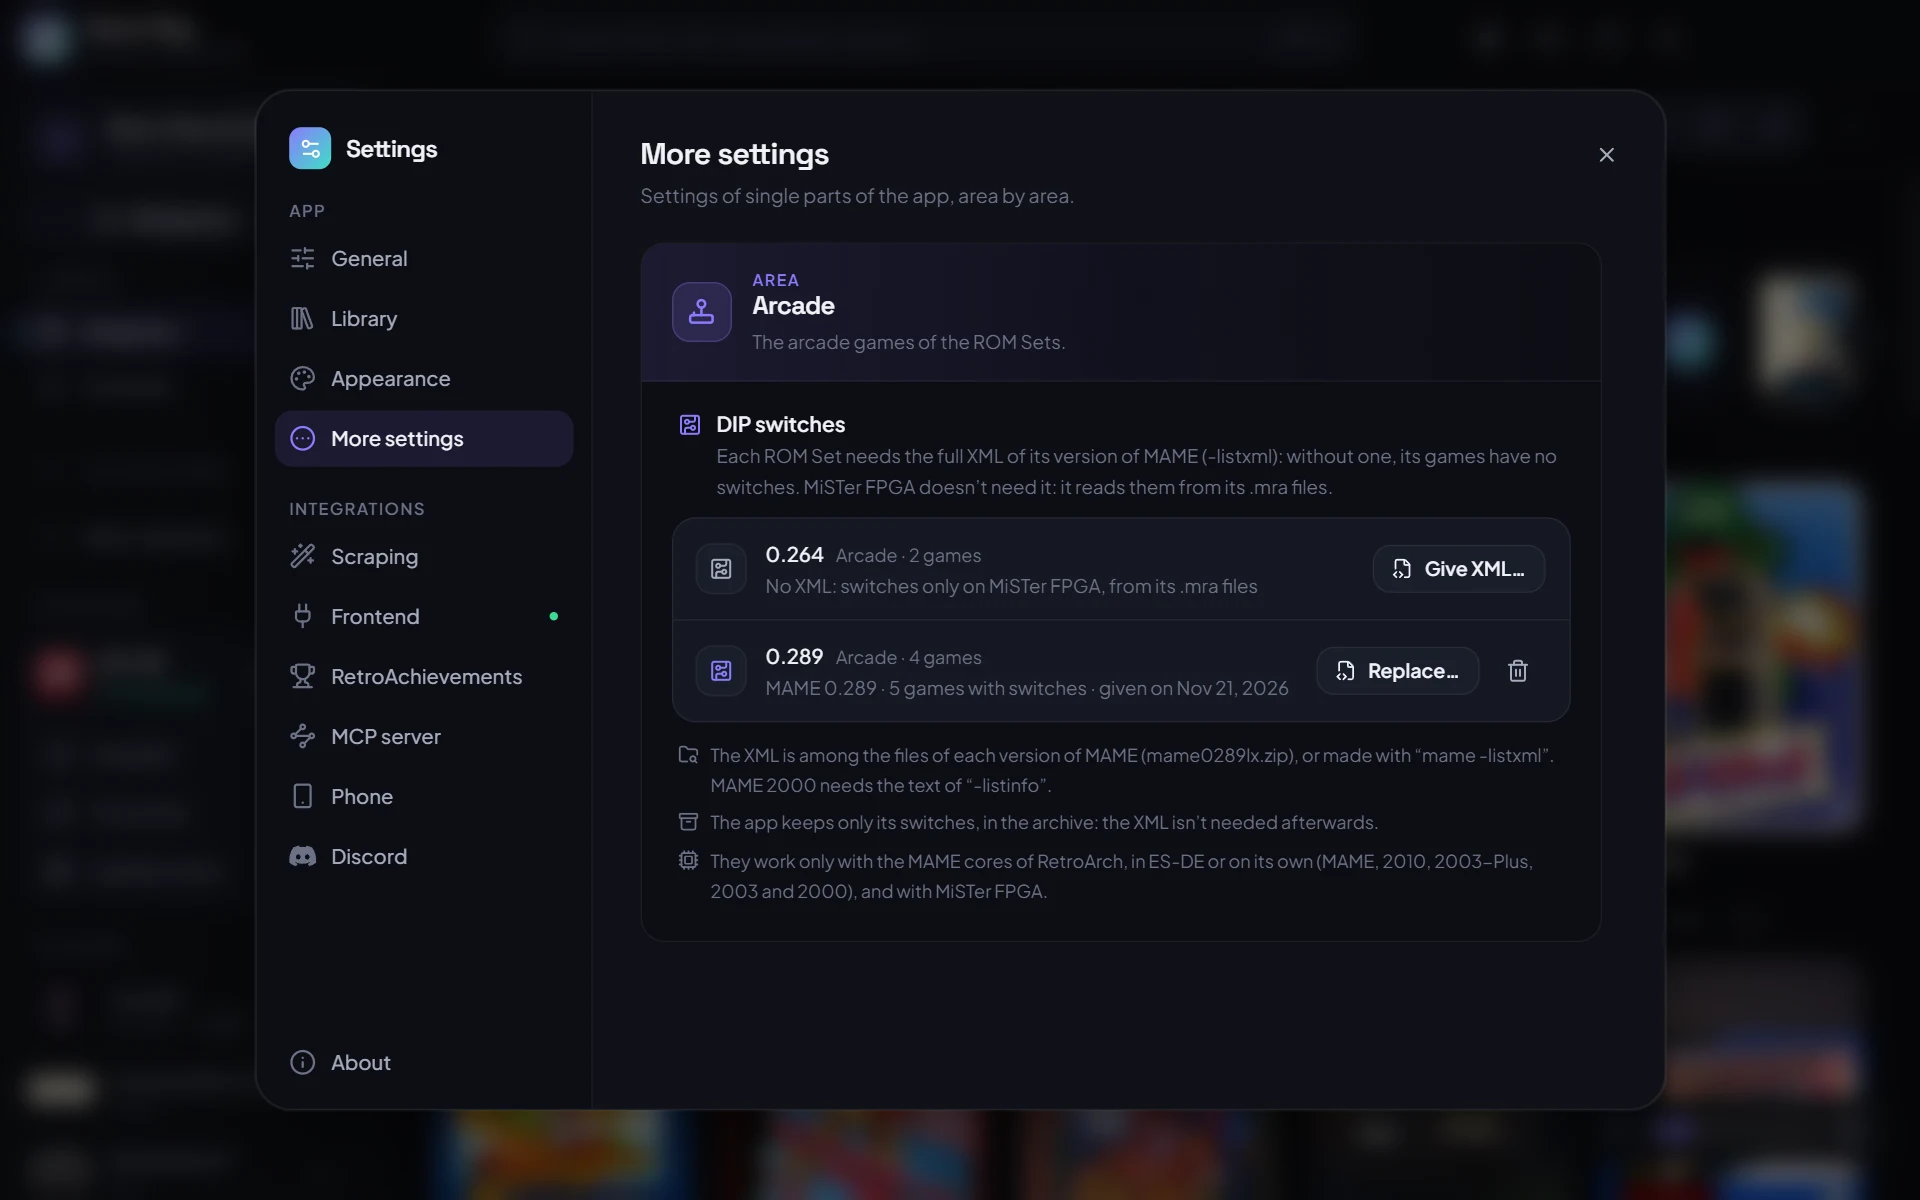 Settings
APP
General
Library
Appearance
More settings
INTEGRATIONS
Scraping
Frontend
RetroAchievements
MCP server
Phone
Discord
About
More settings
Settings of single parts of the app, area by area.
AREA
Arcade
The arcade games of the ROM Sets.
DIP switches
Each ROM Set needs the full XML of its version of MAME (-listxml): without one, its games have no
switches. MiSTer FPGA doesn't need it: it reads them from its .mra files.
0.264 Arcade · 2 games
No XML: switches only on MiSTer FPGA, from its .mra files
Give XML…
0.289 Arcade · 4 games
MAME 0.289 · 5 games with switches · given on Nov 21, 2026
Replace…
The XML is among the files of each version of MAME (mame0289lx.zip), or made with “mame -listxml”.
MAME 2000 needs the text of “-listinfo”.
The app keeps only its switches, in the archive: the XML isn't needed afterwards.
They work only with the MAME cores of RetroArch, in ES-DE or on its own (MAME, 2010, 2003-Plus,
2003 and 2000), and with MiSTer FPGA.